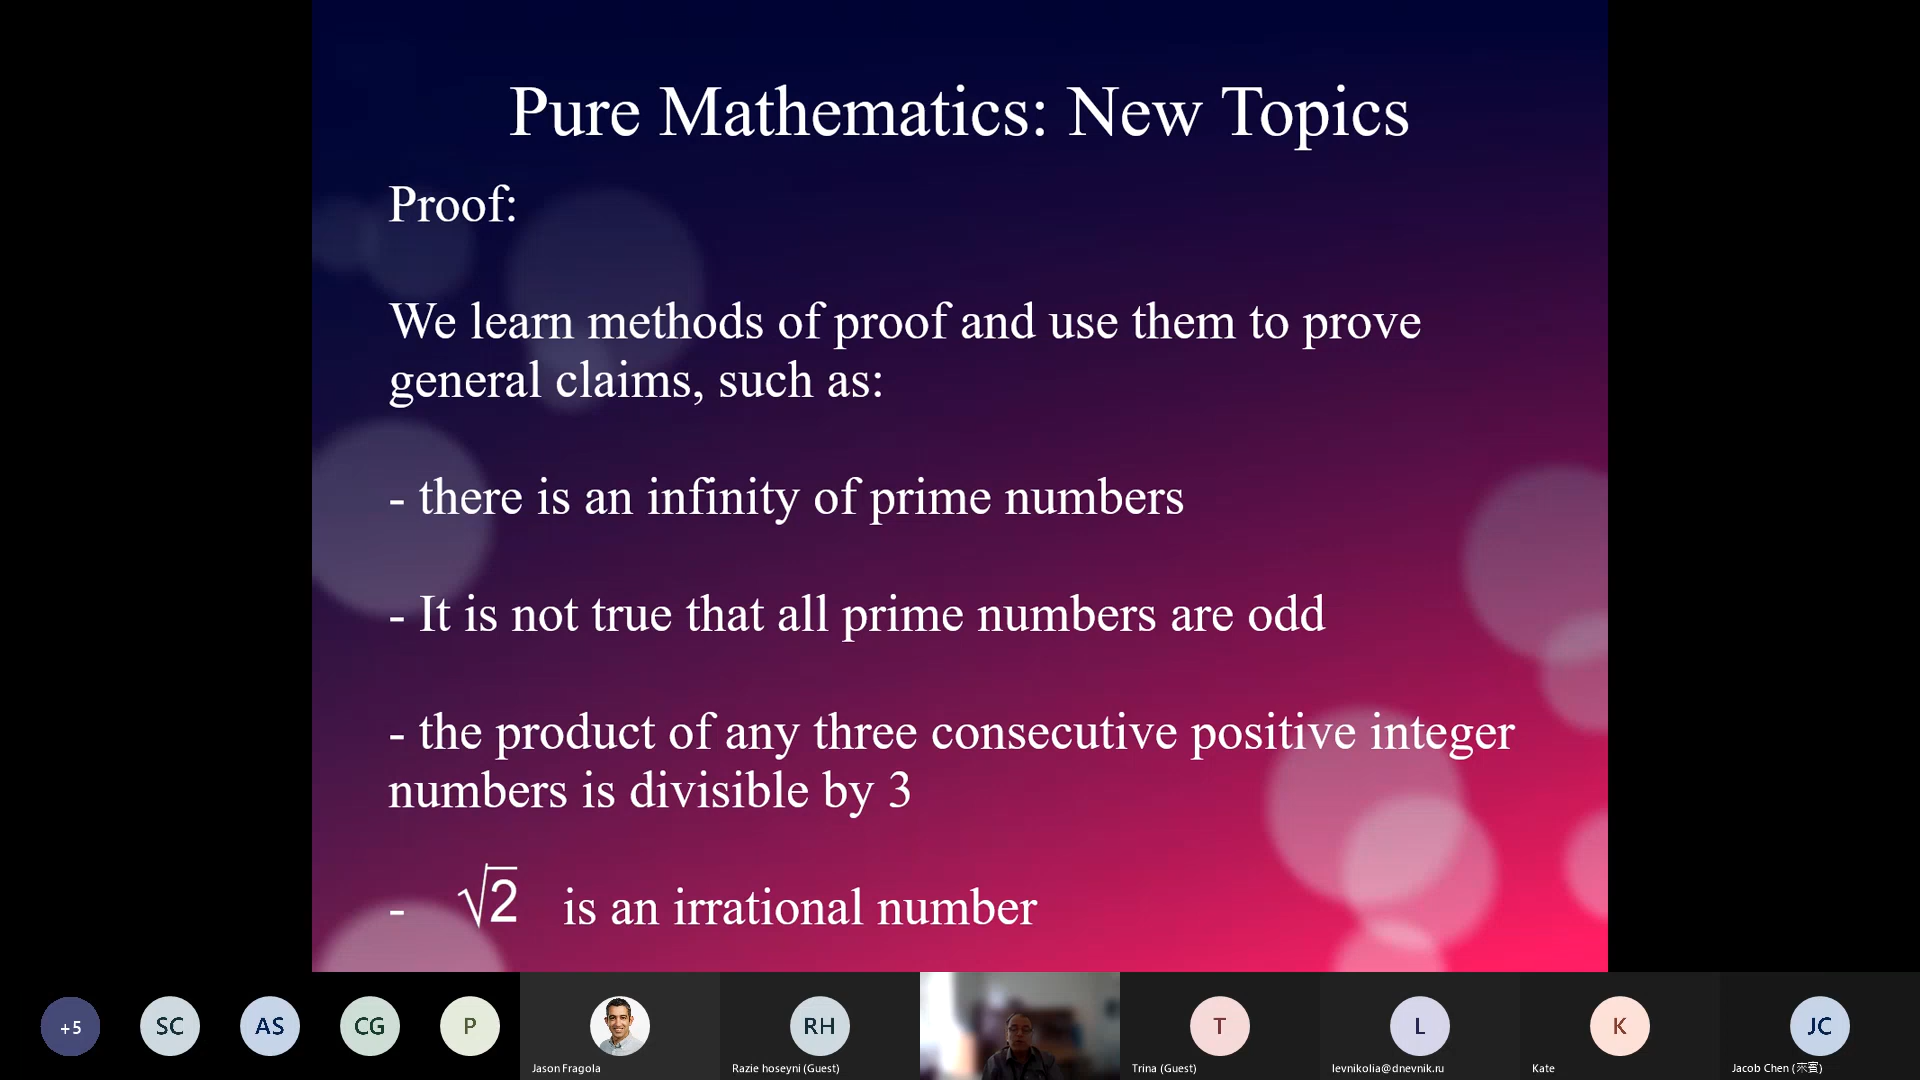 Pure Mathematics: New Topics
Proof:
We learn methods of proof and use them to prove
general claims, such as:
- there is an infinity of prime numbers
- It is not true that all prime numbers are odd
- the product of any three consecutive positive integer
numbers is divisible by 3
- √2 is an irrational number
+5
SC
AS
CG
P
Jason Fragola
RH
Razie hoseyni (Guest)
T
Trina (Guest)
L
levnikolia@dnevnik.ru
K
Kate
JC
Jacob Chen (宋賓)